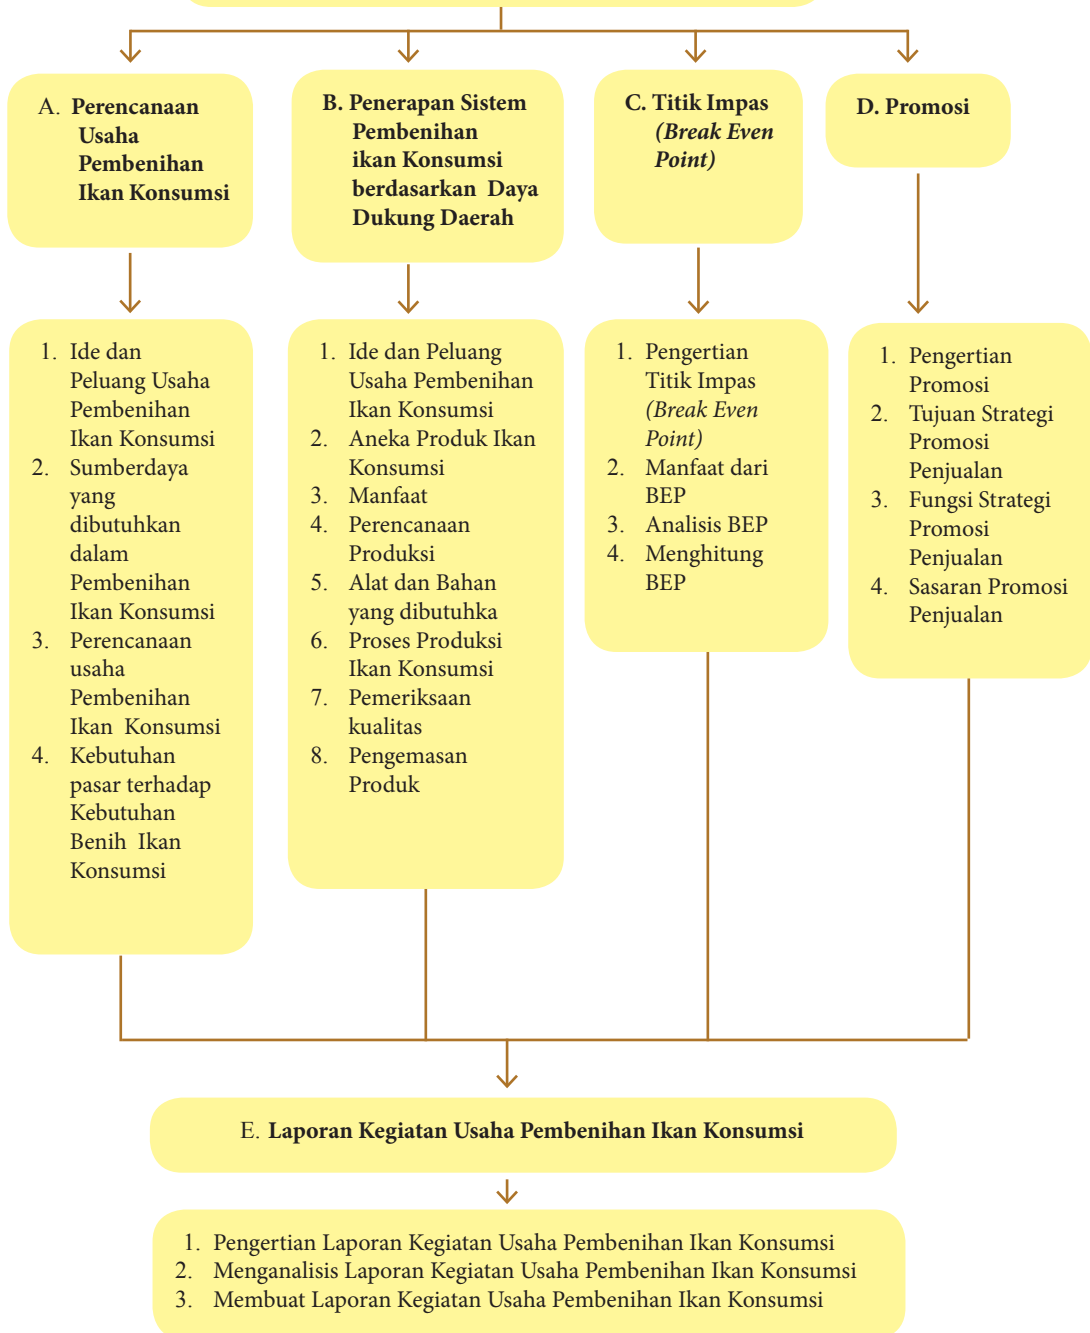 A. Perencanaan
Usaha
Pembenihan
Ikan Konsumsi
B. Penerapan Sistem
Pembenihan
ikan Konsumsi
berdasarkan Daya
Dukung Daerah
C. Titik Impas
(Break Even
Point)
D. Promosi
1. Ide dan
Peluang Usaha
Pembenihan
Ikan Konsumsi
2. Sumberdaya
yang
dibutuhkan
dalam
Pembenihan
Ikan Konsumsi
3. Perencanaan
usaha
Pembenihan
Ikan Konsumsi
4. Kebutuhan
pasar terhadap
Kebutuhan
Benih Ikan
Konsumsi
1. Ide dan Peluang
Usaha Pembenihan
Ikan Konsumsi
2. Aneka Produk Ikan
Konsumsi
3. Manfaat
4. Perencanaan
Produksi
5. Alat dan Bahan
yang dibutuhka
6. Proses Produksi
Ikan Konsumsi
7. Pemeriksaan
kualitas
8. Pengemasan
Produk
1. Pengertian
Titik Impas
(Break Even
Point)
2. Manfaat dari
BEP
3. Analisis BEP
4. Menghitung
BEP
1. Pengertian
Promosi
2. Tujuan Strategi
Promosi
Penjualan
3. Fungsi Strategi
Promosi
Penjualan
4. Sasaran Promosi
Penjualan
E. Laporan Kegiatan Usaha Pembenihan Ikan Konsumsi
1. Pengertian Laporan Kegiatan Usaha Pembenihan Ikan Konsumsi
2. Menganalisis Laporan Kegiatan Usaha Pembenihan Ikan Konsumsi
3. Membuat Laporan Kegiatan Usaha Pembenihan Ikan Konsumsi